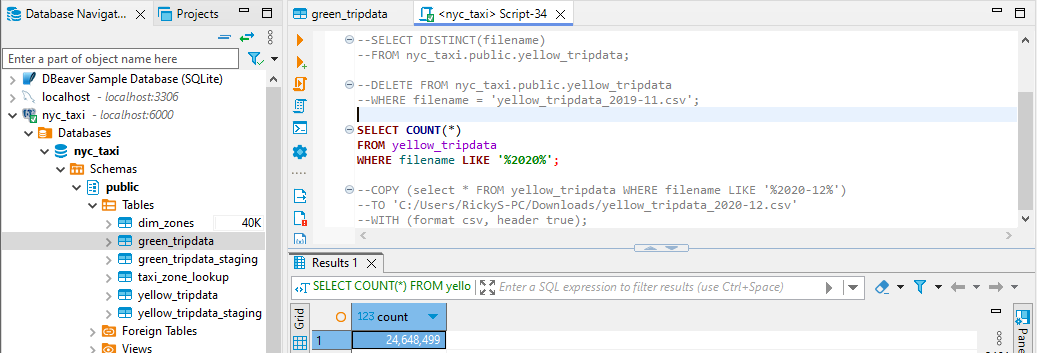 Database Navigat...
Projects
Enter a part of object name here
DBeaver Sample Database (SQLite)
localhost - localhost:3306
nyc_taxi - localhost:6000
Databases
nyc_taxi
Schemas
public
Tables
dim_zones 40K
green_tripdata
green_tripdata_staging
taxi_zone_lookup
yellow_tripdata
yellow_tripdata_staging
Foreign Tables
Views
green_tripdata
<nyc_taxi> Script-34
--SELECT DISTINCT(filename)
--FROM nyc_taxi.public.yellow_tripdata;
--DELETE FROM nyc_taxi.public.yellow_tripdata
--WHERE filename = 'yellow_tripdata_2019-11.csv';
SELECT COUNT(*)
FROM yellow_tripdata
WHERE filename LIKE '%2020%';
--COPY (select * FROM yellow_tripdata WHERE filename LIKE '%2020-12%')
--TO 'C:/Users/RickyS-PC/Downloads/yellow_tripdata_2020-12.csv'
--WITH (format csv, header true);
Results 1
SELECT COUNT(*) FROM yello
Enter a SQL expression to filter results (use Ctrl+Space)
Grid
123 count
1 24,648,499
Pane